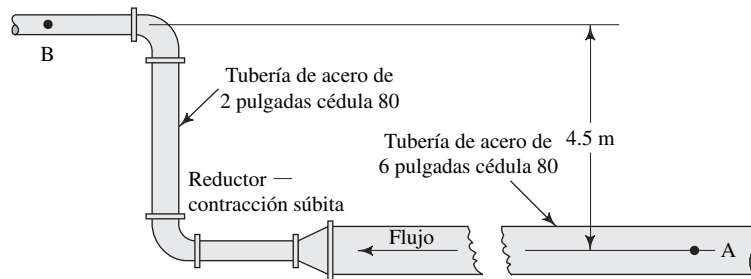 B
Tubería de acero de
2 pulgadas cédula 80
Tubería de acero de
6 pulgadas cédula 80
4.5 m
Reductor —
contracción súbita
Flujo
A